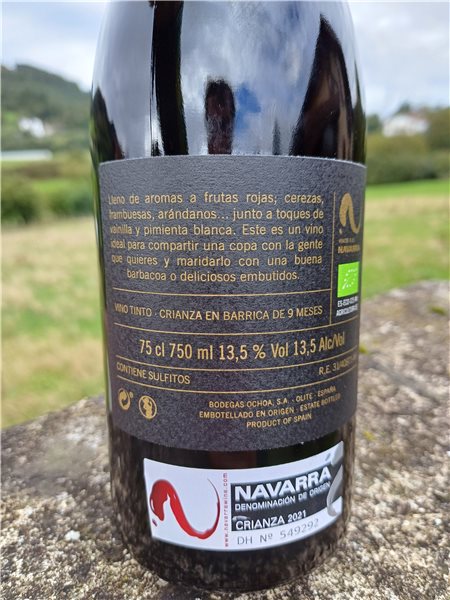 Lleno de aromas a frutas rojas; cerezas,
frambuesas, arándanos... junto a toques de
vainilla y pimienta blanca. Este es un vino
ideal para compartir una copa con la gente
que quieres y maridarlo con una buena
barbacoa o deliciosos embutidos.
NAVARRA
VINO TINTO · CRIANZA EN BARRICA DE 9 MESES
75 cl 750 ml 13,5 % Vol 13,5 Alc/Vol
CONTIENE SULFITOS
BODEGAS OCHOA, S.A. · OLITE · ESPAÑA
EMBOTELLADO EN ORIGEN · ESTATE BOTTLED
PRODUCT OF SPAIN
www.navarrawine.com
NAVARRA
DENOMINACIÓN DE ORIGEN
CRIANZA 2021
DH Nº 549292